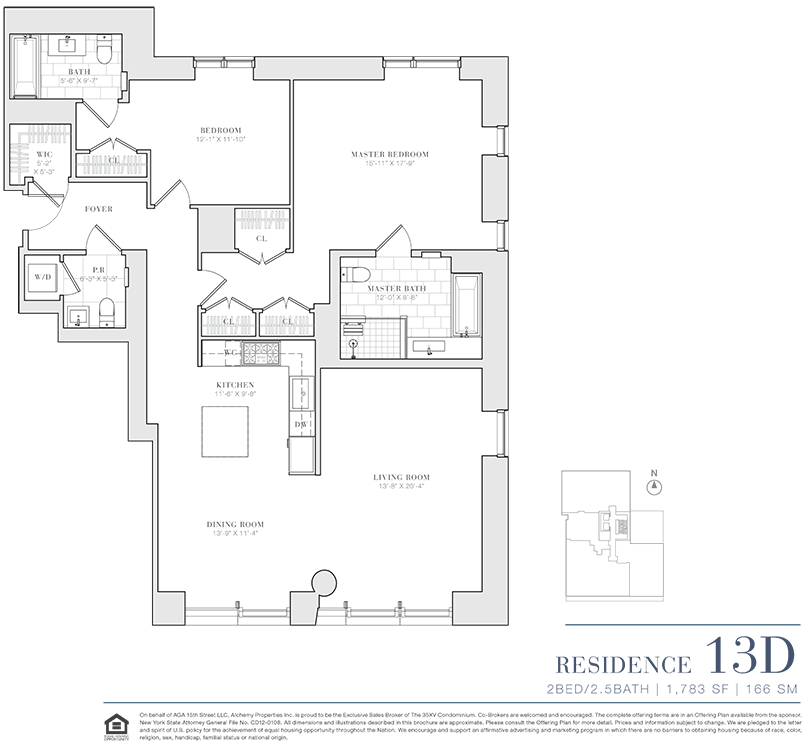 BATH
5'-6" X 9'-7"
BEDROOM
12'-1" X 11'-10"
MASTER BEDROOM
15'-11" X 17'-9"
WIC
5'-2"
X 5'-3"
CL
FOYER
CL
P.R
6'-3" X 5'-3"
W/D
MASTER BATH
12'-0" X 8'-8"
CL
CL
WC
KITCHEN
11'-6" X 9'-8"
DW
LIVING ROOM
13'-8" X 20'-4"
DINING ROOM
13'-9" X 11'-4"
N
RESIDENCE 13D
2BED/2.5BATH | 1,783 SF | 166 SM
On behalf of AGA 15th Street LLC, Alchemy Properties Inc. is proud to be the Exclusive Sales Broker of The 35XV Condominium. Co-Brokers are welcomed and encouraged. The complete offering terms are in an Offering Plan available from the sponsor.
New York State Attorney General File No. CD12-0108. All dimensions and illustrations described in this brochure are approximate. Please consult the Offering Plan for more detail. Prices and information subject to change. We are pledged to the letter
and spirit of U.S. policy for the achievement of equal housing opportunity throughout the Nation. We encourage and support an affirmative advertising and marketing program in which there are no barriers to obtaining housing because of race, color,
religion, sex, handicap, familial status or national origin.